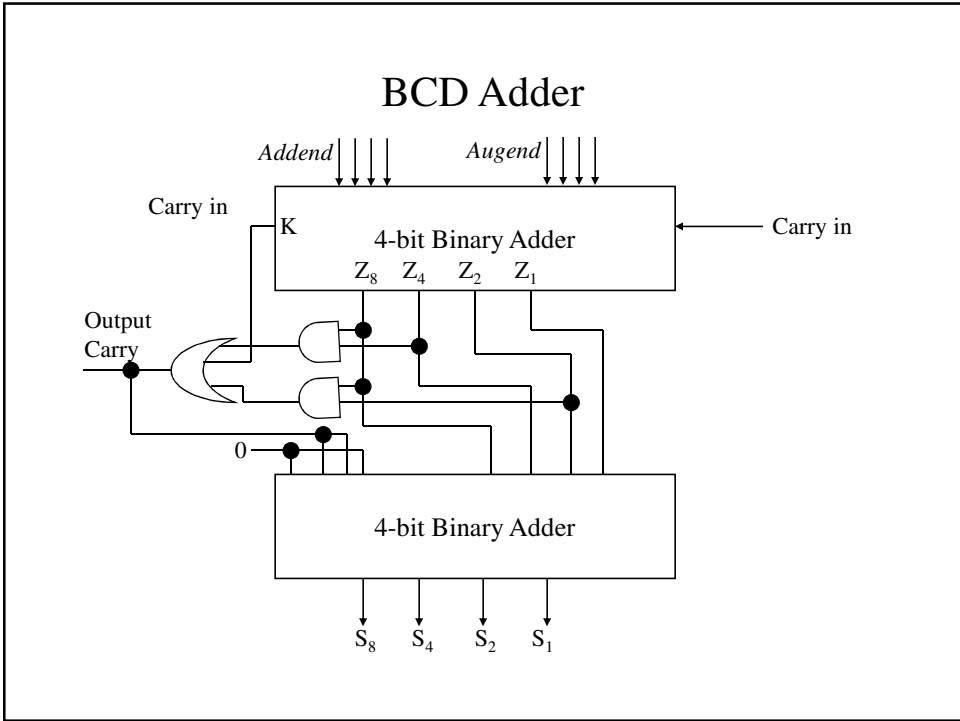 BCD Adder
Addend
Augend
Carry in
K
4-bit Binary Adder
Carry in
Z₈ Z₄ Z₂ Z₁
Output
Carry
0
4-bit Binary Adder
S₈ S₄ S₂ S₁